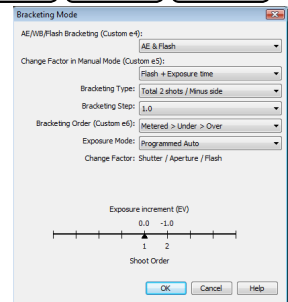 Bracketing Mode
AE/WB/Flash Bracketing (Custom e4):
AE & Flash
Change Factor in Manual Mode (Custom e5):
Flash + Exposure time
Bracketing Type: Total 2 shots / Minus side
Bracketing Step: 1.0
Bracketing Order (Custom e6): Metered > Under > Over
Exposure Mode: Programmed Auto
Change Factor: Shutter / Aperture / Flash
Exposure increment (EV)
0.0 -1.0
1 2
Shoot Order
OK Cancel Help